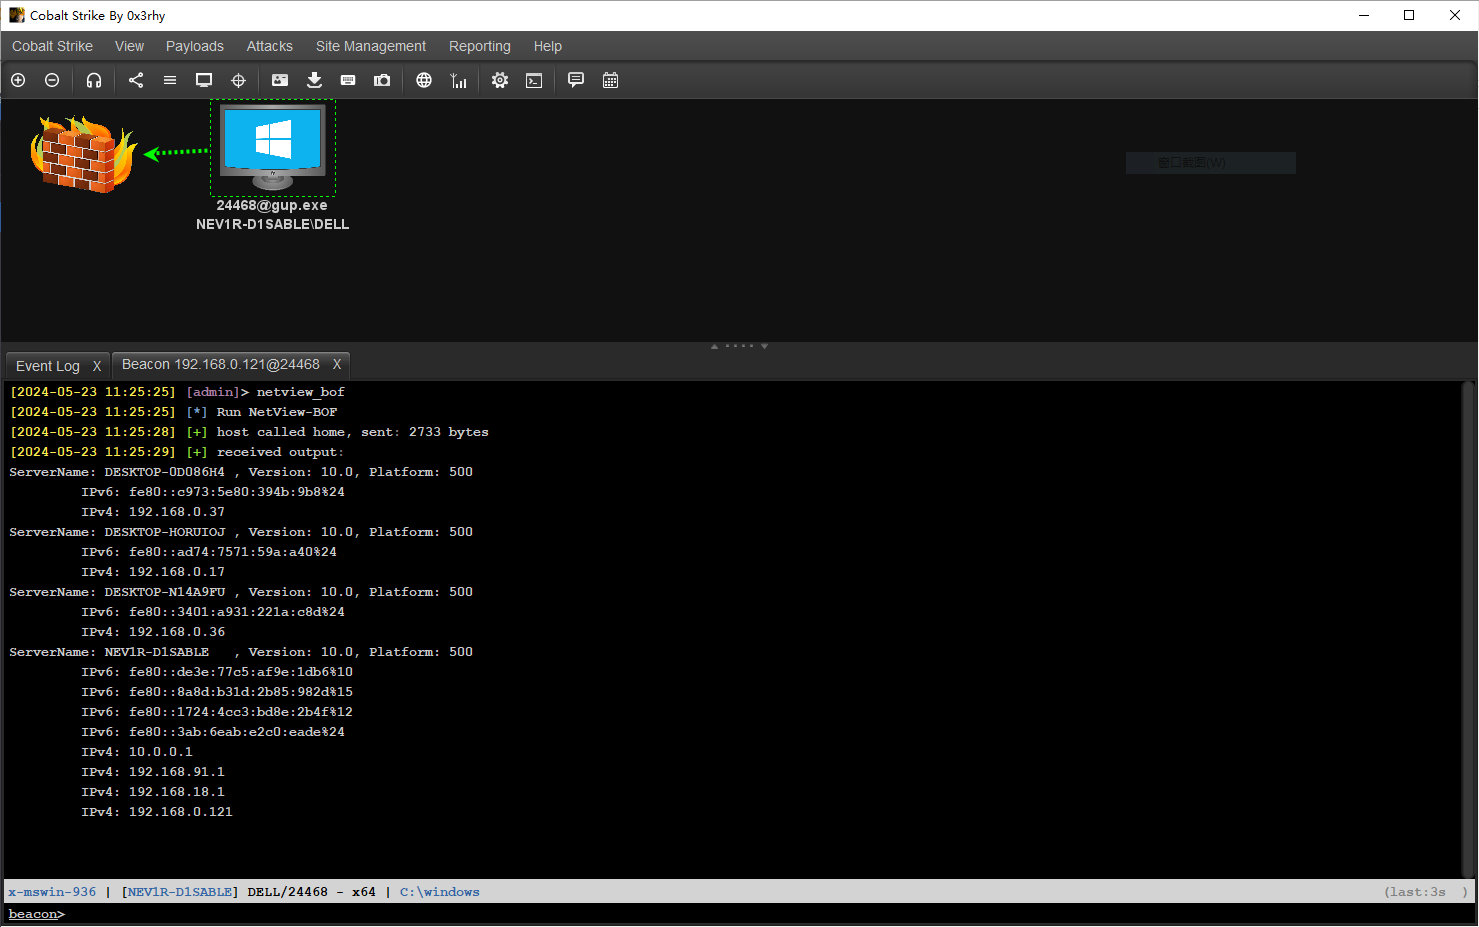 Cobalt Strike By 0x3rhy
Cobalt Strike View Payloads Attacks Site Management Reporting Help
24468@gup.exe
NEV1R-D1SABLE\DELL
窗口截图(W)
Event Log X Beacon 192.168.0.121@24468 X
[2024-05-23 11:25:25] [admin]> netview_bof
[2024-05-23 11:25:25] [*] Run NetView-BOF
[2024-05-23 11:25:28] [+] host called home, sent: 2733 bytes
[2024-05-23 11:25:29] [+] received output:
ServerName: DESKTOP-0D086H4 , Version: 10.0, Platform: 500
IPv6: fe80::c973:5e80:394b:9b8%24
IPv4: 192.168.0.37
ServerName: DESKTOP-HORUIOJ , Version: 10.0, Platform: 500
IPv6: fe80::ad74:7571:59a:a40%24
IPv4: 192.168.0.17
ServerName: DESKTOP-N14A9FU , Version: 10.0, Platform: 500
IPv6: fe80::3401:a931:221a:c8d%24
IPv4: 192.168.0.36
ServerName: NEV1R-D1SABLE , Version: 10.0, Platform: 500
IPv6: fe80::de3e:77c5:af9e:1db6%10
IPv6: fe80::8a8d:b31d:2b85:982d%15
IPv6: fe80::1724:4cc3:bd8e:2b4f%12
IPv6: fe80::3ab:6eab:e2c0:eade%24
IPv4: 10.0.0.1
IPv4: 192.168.91.1
IPv4: 192.168.18.1
IPv4: 192.168.0.121
x-mswin-936 | [NEV1R-D1SABLE] DELL/24468 - x64 | C:\windows (last:3s )
beacon>